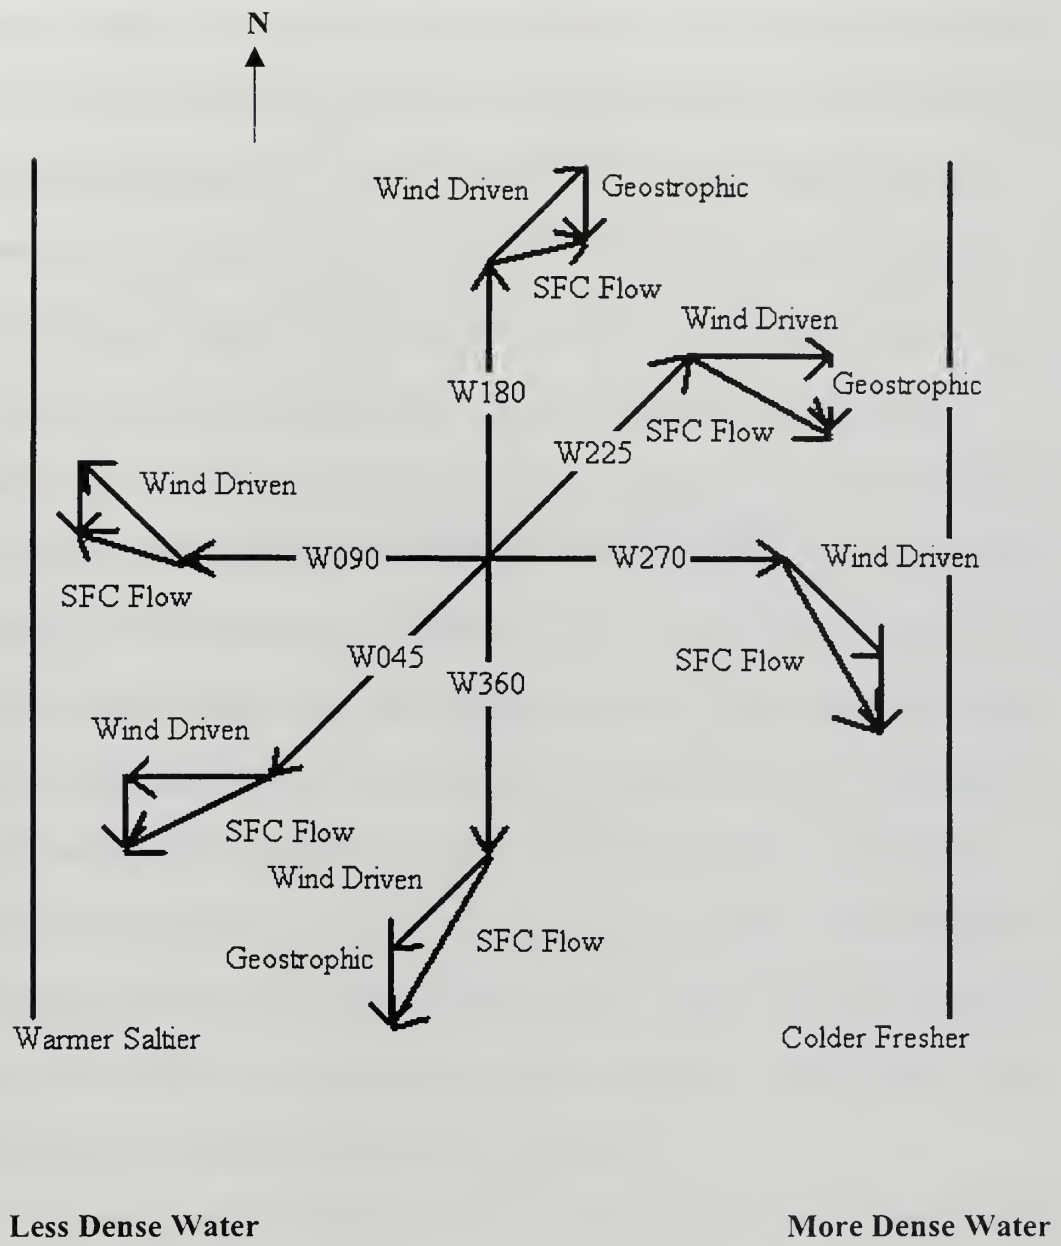 N
Wind Driven
Geostrophic
SFC Flow
Wind Driven
W180
Geostrophic
SFC Flow
W225
Wind Driven
W090
W270
Wind Driven
SFC Flow
W045
SFC Flow
W360
Wind Driven
SFC Flow
Wind Driven
SFC Flow
Geostrophic
Warmer Saltier
Colder Fresher
Less Dense Water
More Dense Water